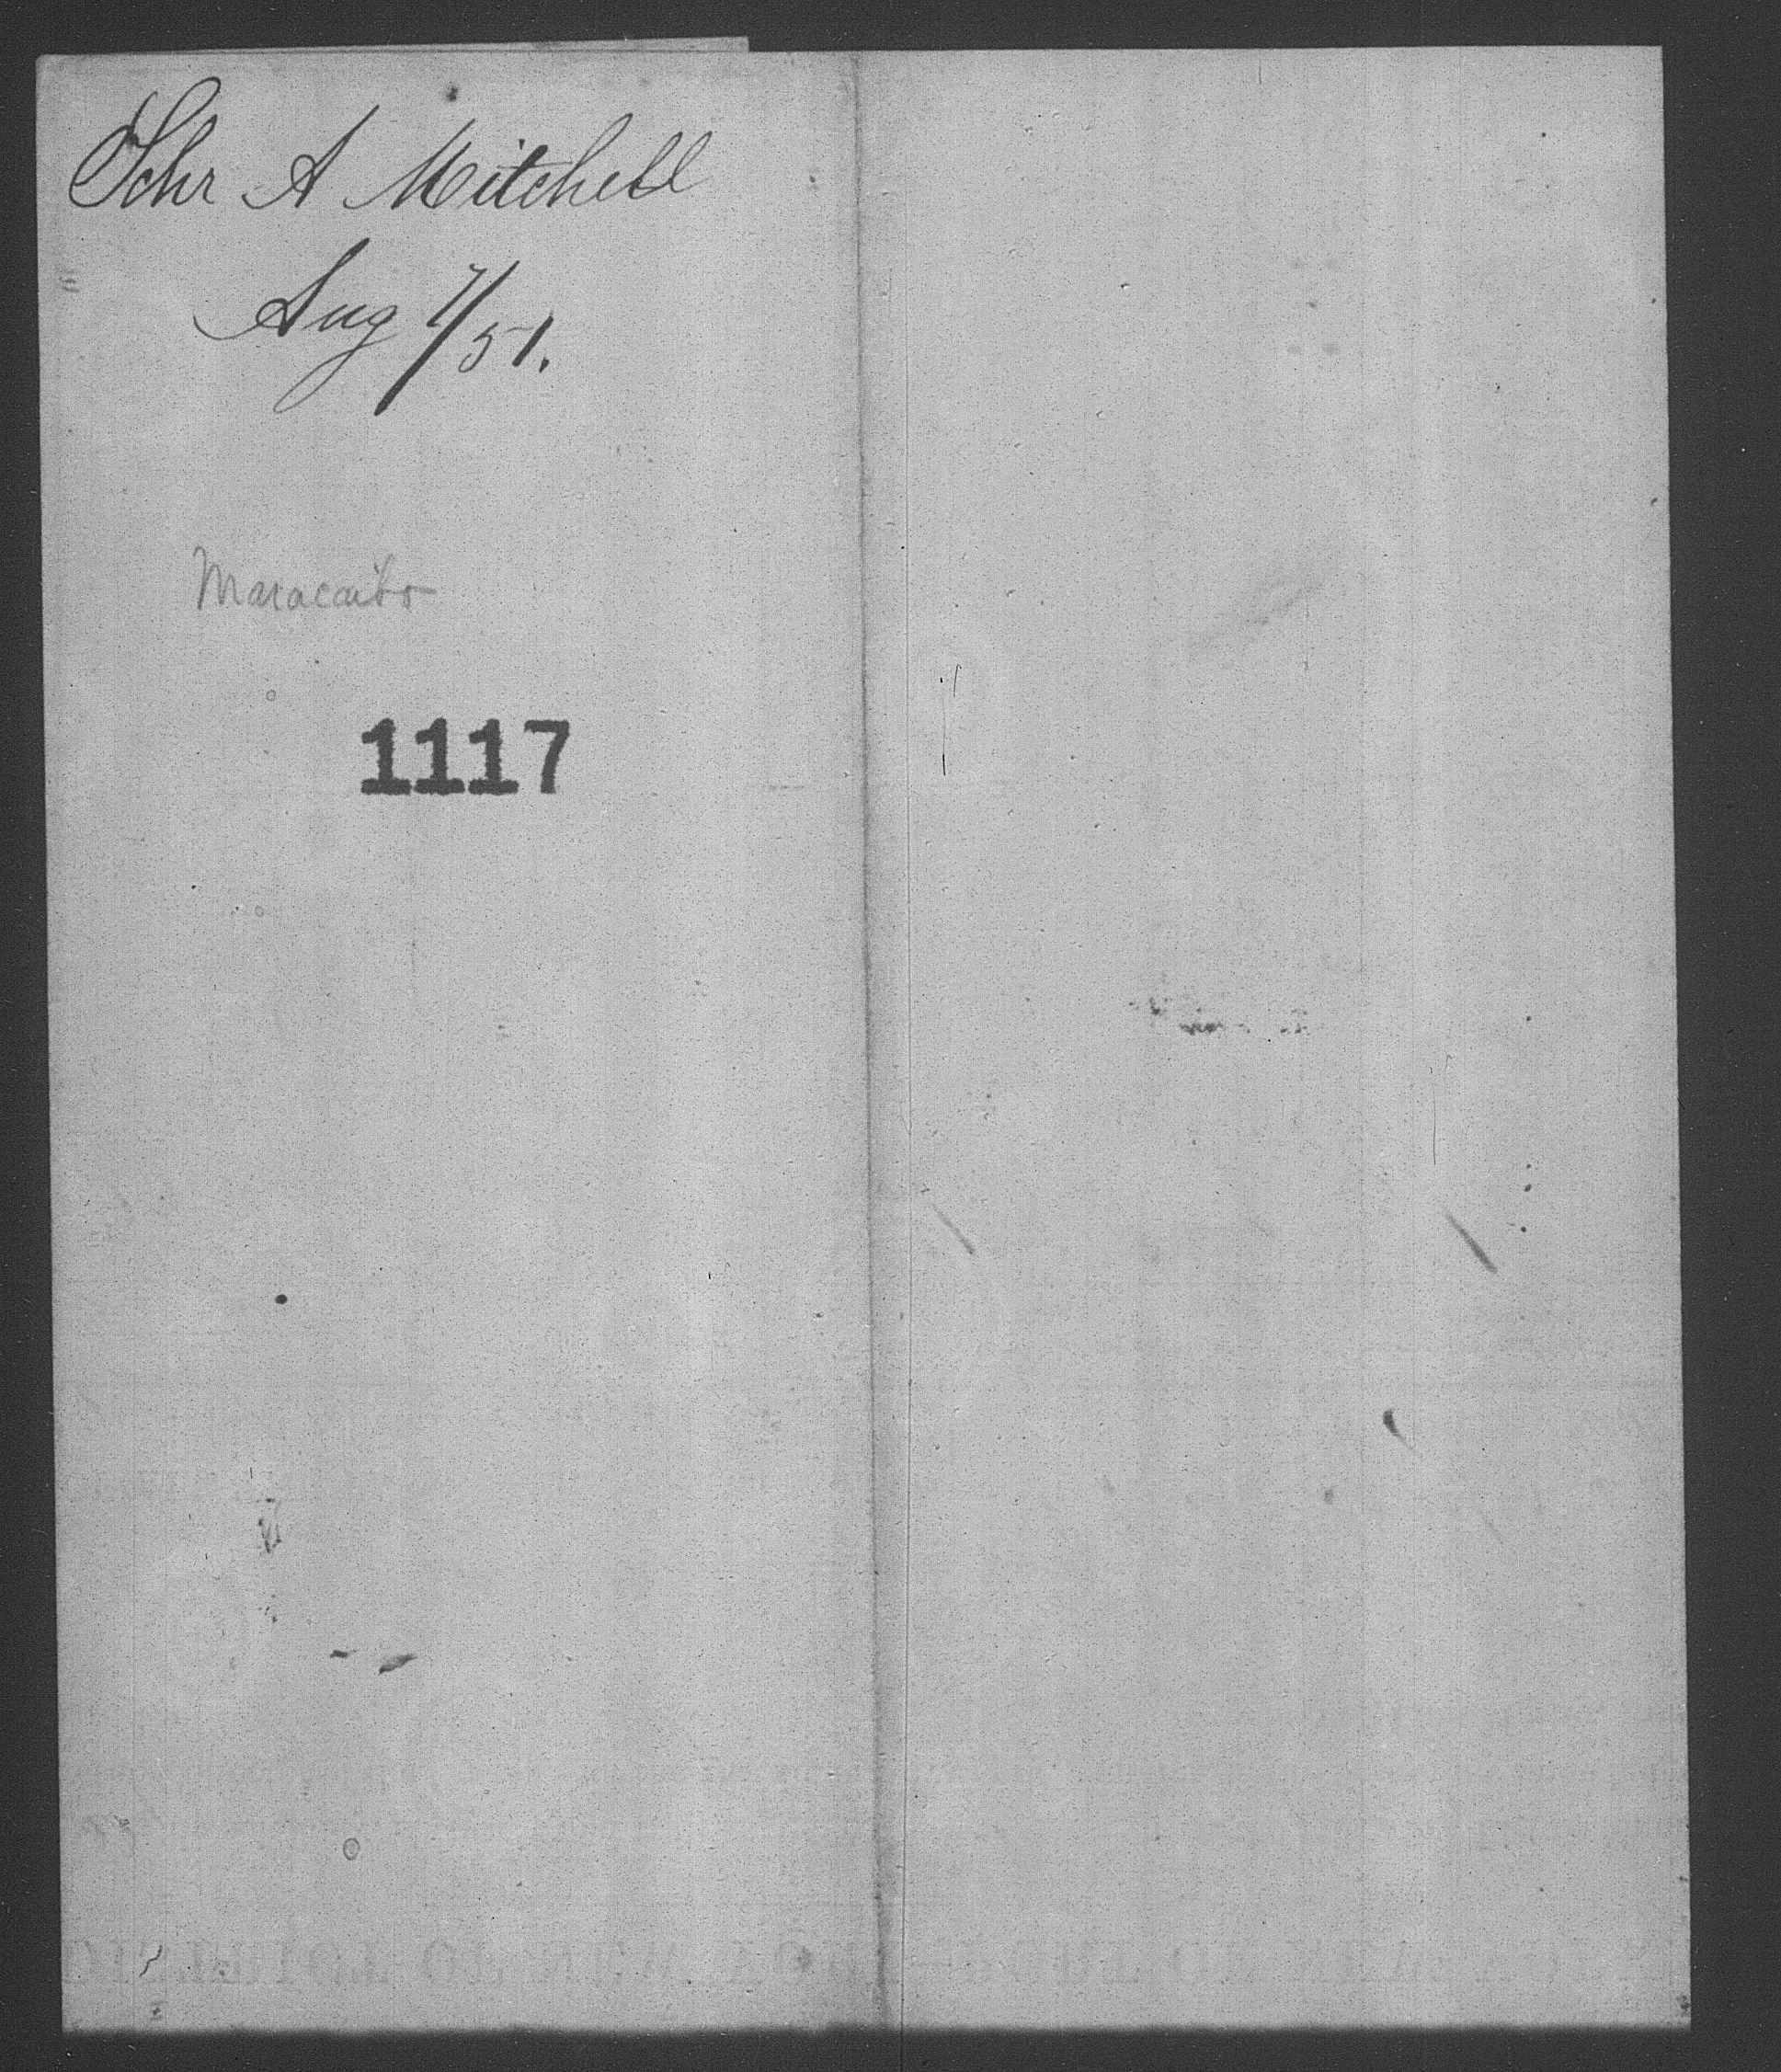 Schr A Mitchell
Aug 7/51.
Maracaibo
1117